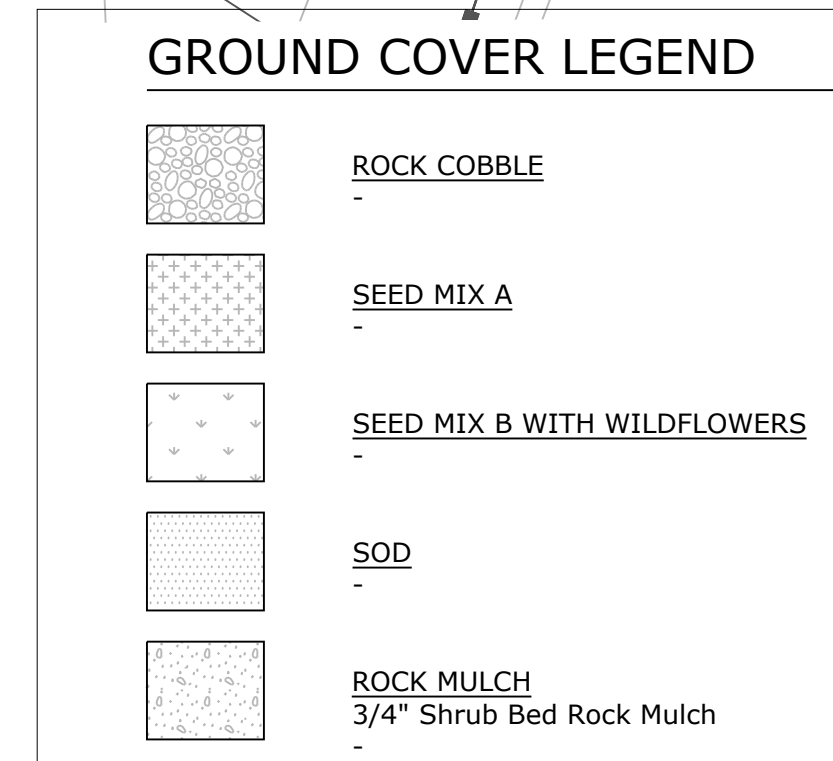 GROUND COVER LEGEND
ROCK COBBLE
-
SEED MIX A
-
SEED MIX B WITH WILDFLOWERS
-
SOD
-
ROCK MULCH
3/4" Shrub Bed Rock Mulch
-